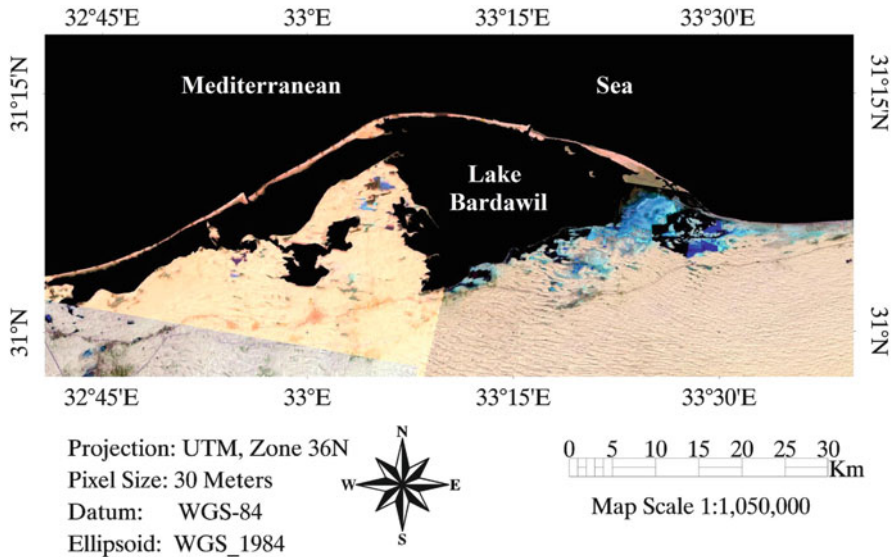 32°45'E 33°E 33°15'E 33°30'E
31°15'N
31°15'N
Mediterranean Sea
Lake
Bardawil
31°N
31°N
32°45'E 33°E 33°15'E 33°30'E
Projection: UTM, Zone 36N
Pixel Size: 30 Meters
Datum: WGS-84
Ellipsoid: WGS_1984
N
W E
S
0 5 10 15 20 25 30
Km
Map Scale 1:1,050,000